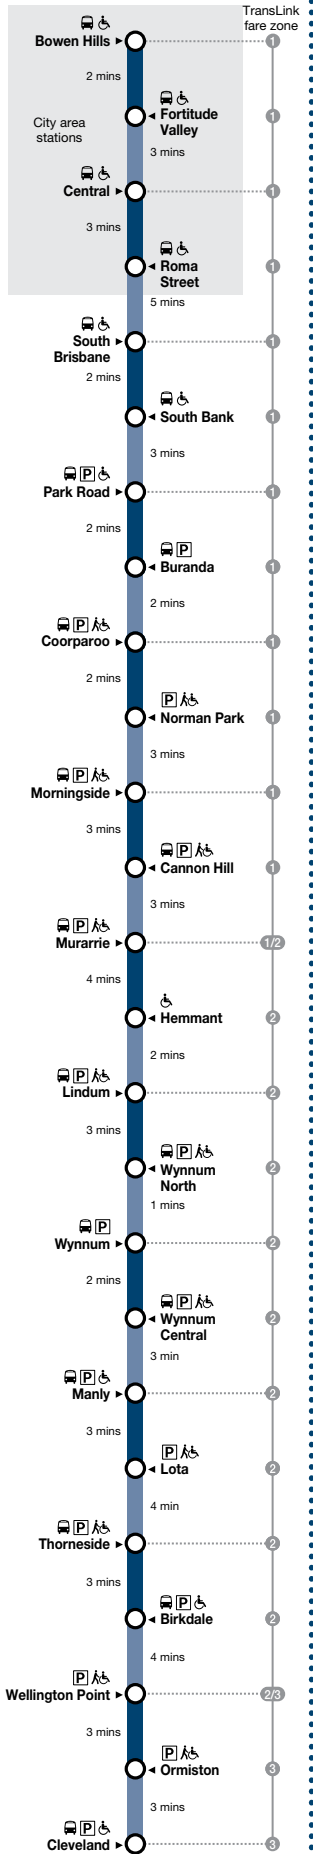 TransLink
fare zone
Bowen Hills
1
2 mins
City area
stations
Fortitude
Valley
1
3 mins
Central
1
3 mins
Roma
Street
1
5 mins
South
Brisbane
1
2 mins
South Bank
1
3 mins
P
Park Road
1
2 mins
P
Buranda
1
2 mins
P
Coorparoo
1
2 mins
P
Norman Park
1
3 mins
P
Morningside
1
3 mins
P
Cannon Hill
1
3 mins
P
Murarrie
1/2
4 mins
Hemmant
2
2 mins
P
Lindum
2
3 mins
P
Wynnum
North
2
1 mins
P
Wynnum
2
2 mins
P
Wynnum
Central
2
3 min
P
Manly
2
3 mins
P
Lota
2
4 min
P
Thorneside
2
3 mins
P
Birkdale
2
4 mins
P
Wellington Point
2/3
3 mins
P
Ormiston
3
3 mins
P
Cleveland
3